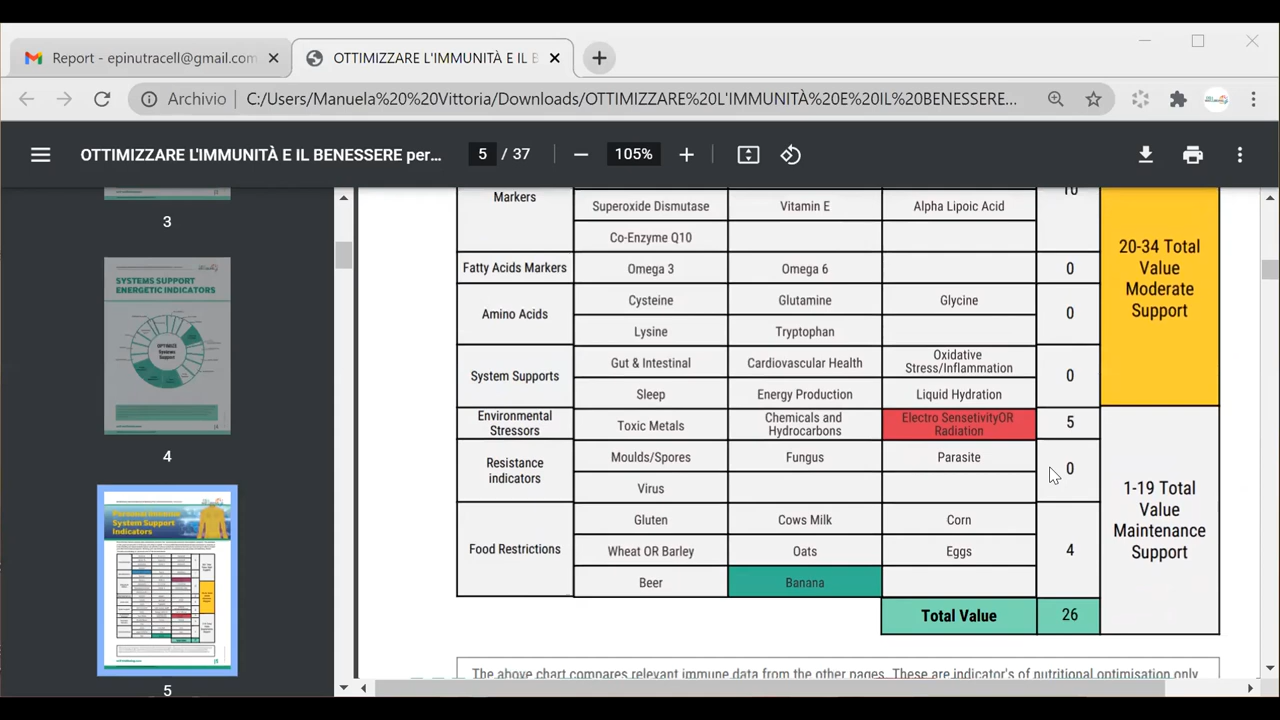 Report - epinutracell@gmail.com
OTTIMIZZARE L'IMMUNITÀ E IL B
Archivio
C:/Users/Manuela%20%20Vittoria/Downloads/OTTIMIZZARE%20L'IMMUNITÀ%20E%20IL%20BENESSERE...
OTTIMIZZARE L'IMMUNITÀ E IL BENESSERE per...
5 / 37
105%
3
SYSTEMS SUPPORT
ENERGETIC INDICATORS
OPTIMIZE
Systems
Support
4
Personal Immune
System Support
Indicators
5
Markers
10
Superoxide Dismutase
Vitamin E
Alpha Lipoic Acid
Co-Enzyme Q10
Fatty Acids Markers
Omega 3
Omega 6
0
Amino Acids
Cysteine
Glutamine
Glycine
0
Lysine
Tryptophan
System Supports
Gut & Intestinal
Cardiovascular Health
Oxidative
Stress/Inflammation
0
Sleep
Energy Production
Liquid Hydration
Environmental
Stressors
Toxic Metals
Chemicals and
Hydrocarbons
Electro SensetivityOR
Radiation
5
Resistance
indicators
Moulds/Spores
Fungus
Parasite
0
Virus
Food Restrictions
Gluten
Cows Milk
Corn
4
Wheat OR Barley
Oats
Eggs
Beer
Banana
Total Value
26
20-34 Total
Value
Moderate
Support
1-19 Total
Value
Maintenance
Support
The above chart compares relevant immune data from the other pages. These are indicator's of nutritional optimisation only